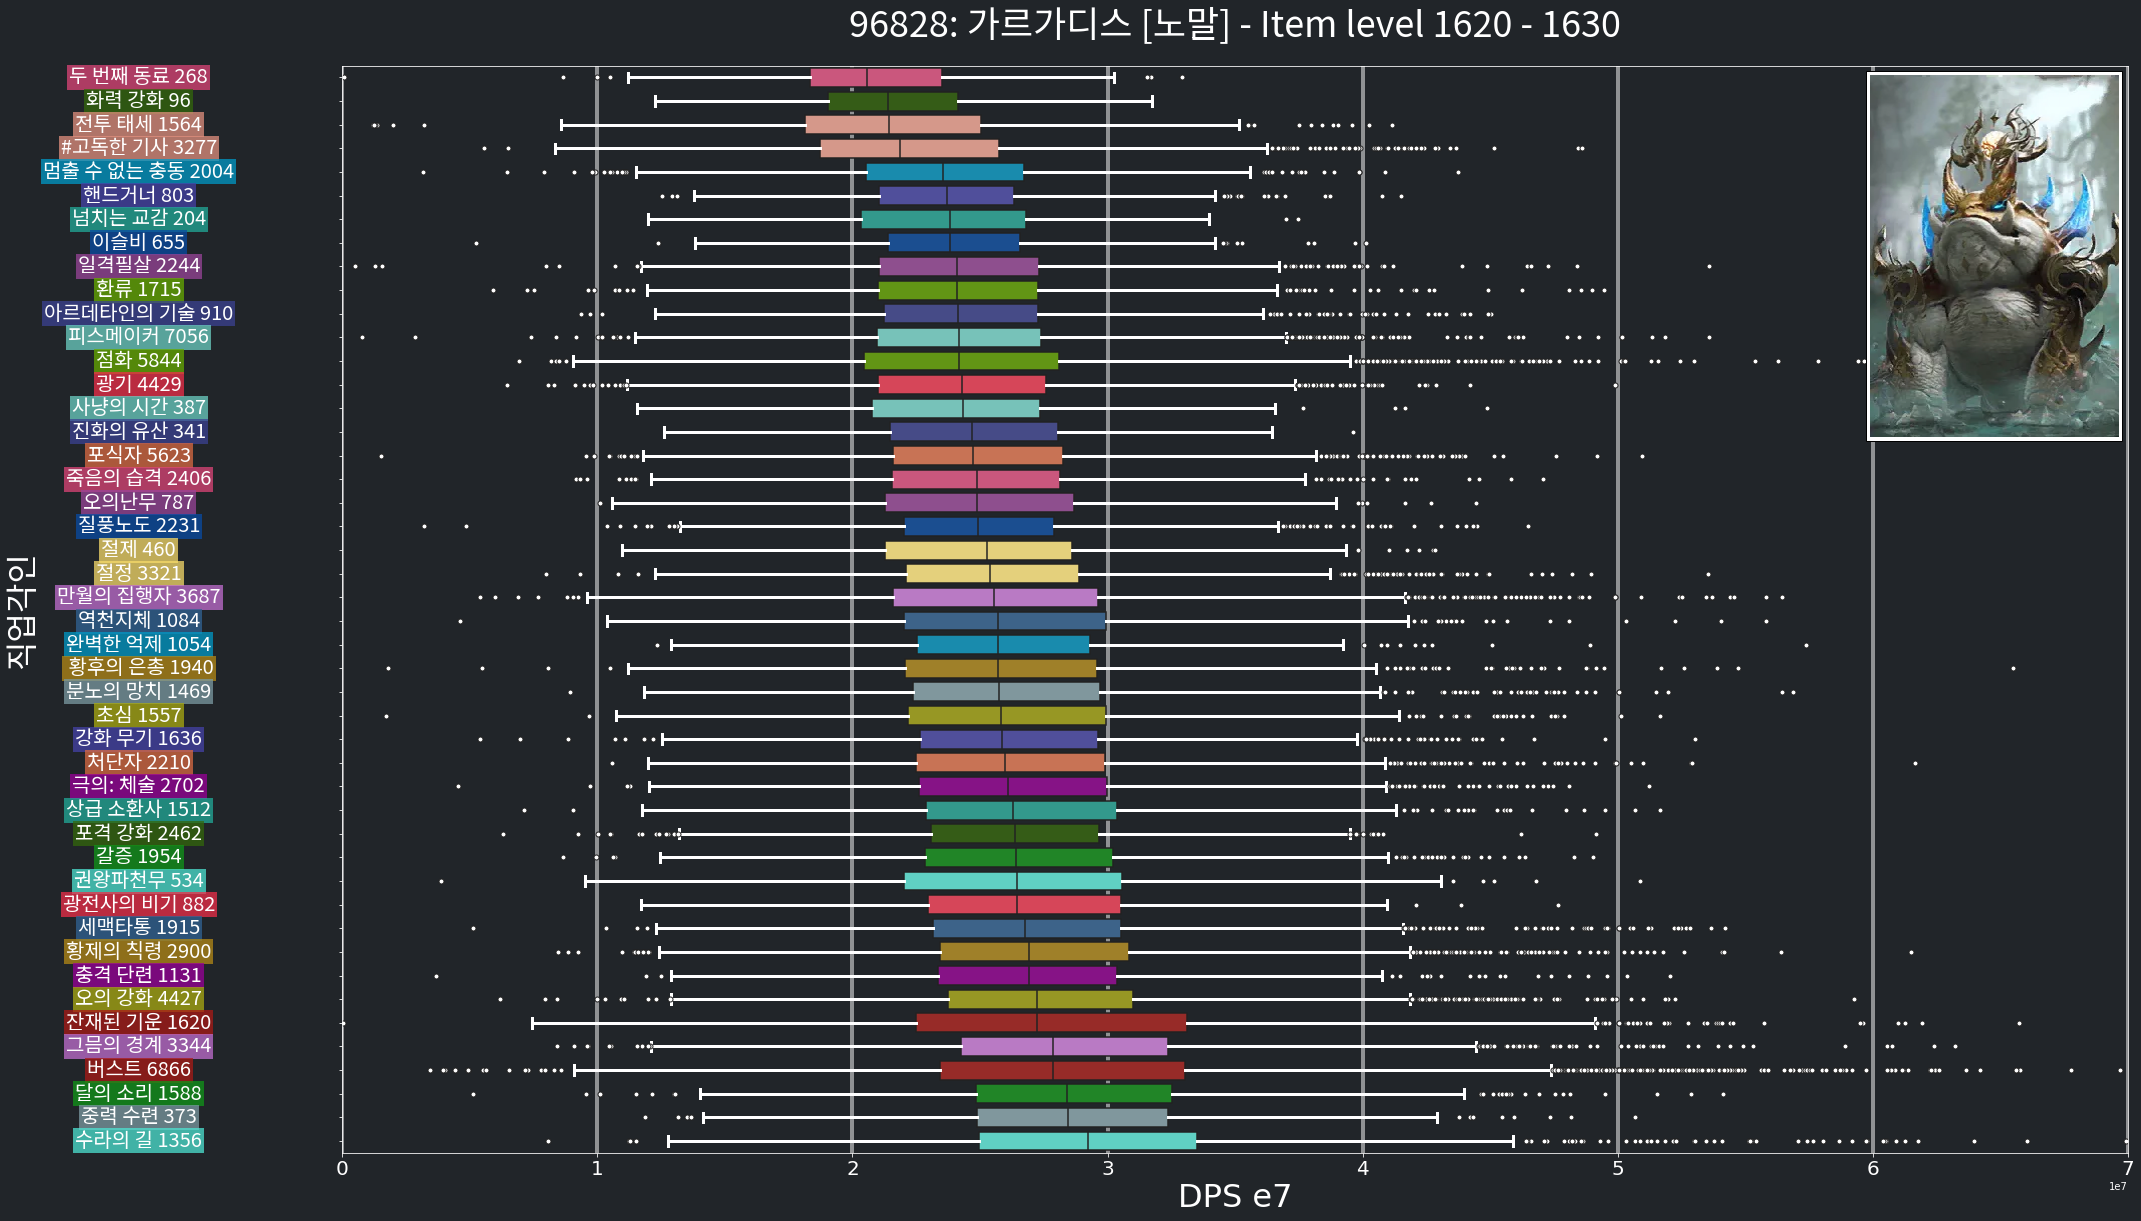 96828: 가르가디스 [노말] - Item level 1620 - 1630
두 번째 동료 268
화력 강화 96
전투 태세 1564
#고독한 기사 3277
멈출 수 없는 충동 2004
핸드거너 803
넘치는 교감 204
이슬비 655
일격필살 2244
환류 1715
아르데타인의 기술 910
피스메이커 7056
점화 5844
광기 4429
사냥의 시간 387
진화의 유산 341
포식자 5623
죽음의 습격 2406
오의난무 787
질풍노도 2231
절제 460
절정 3321
만월의 집행자 3687
역천지체 1084
완벽한 억제 1054
황후의 은총 1940
분노의 망치 1469
초심 1557
강화 무기 1636
처단자 2210
극의: 체술 2702
상급 소환사 1512
포격 강화 2462
갈증 1954
권왕파천무 534
광전사의 비기 882
세맥타통 1915
황제의 칙령 2900
충격 단련 1131
오의 강화 4427
잔재된 기운 1620
그믐의 경계 3344
버스트 6866
달의 소리 1588
중력 수련 373
수라의 길 1356
직업각인
0 1 2 3 4 5 6 7
DPS e7
1e7